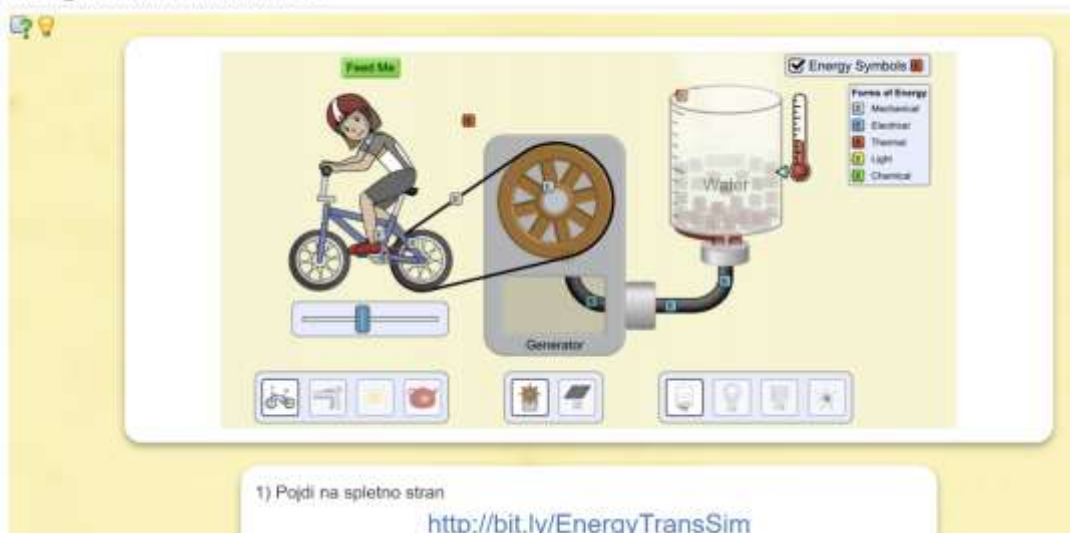 Feed Me
Energy Symbols E
Forms of Energy
E Mechanical
E Electrical
E Thermal
E Light
E Chemical
Water
Generator
1) Pojdi na spletno stran
http://bit.ly/EnergyTransSim